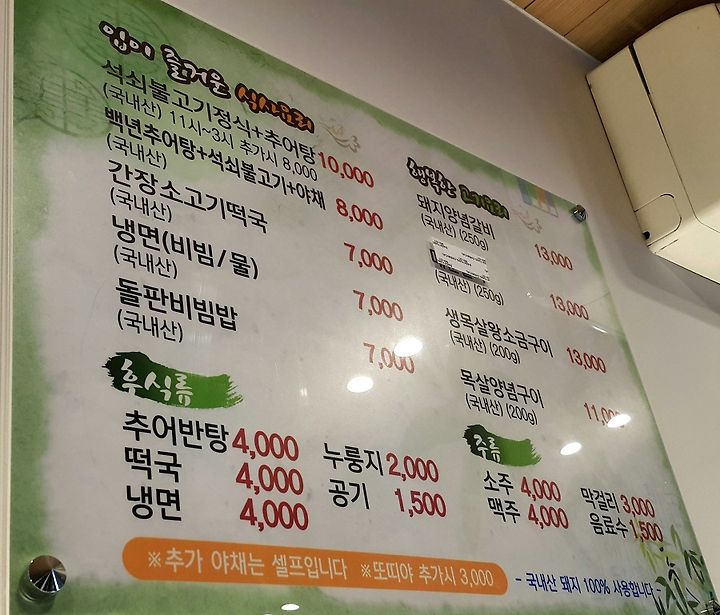 입이 즐거운 식사요리
석쇠불고기정식+추어탕 10,000
(국내산) 11시~3시 추가시 8,000
백년추어탕+석쇠불고기+야채 8,000
(국내산)
간장소고기떡국 7,000
(국내산)
냉면(비빔/물) 7,000
(국내산)
돌판비빔밥 7,000
(국내산)
후식류
추어반탕 4,000
떡국 4,000
냉면 4,000
누룽지 2,000
공기 1,500
행복한 고기요리
돼지양념갈비 13,000
(국내산) (250g)
(국내산) (250g) 13,000
생목살왕소금구이 13,000
(국내산) (200g)
목살양념구이 11,000
(국내산) (200g)
주류
소주 4,000
맥주 4,000
막걸리 3,000
음료수 1,500
※추가 야채는 셀프입니다 ※또띠야 추가시 3,000
- 국내산 돼지 100% 사용합니다 -